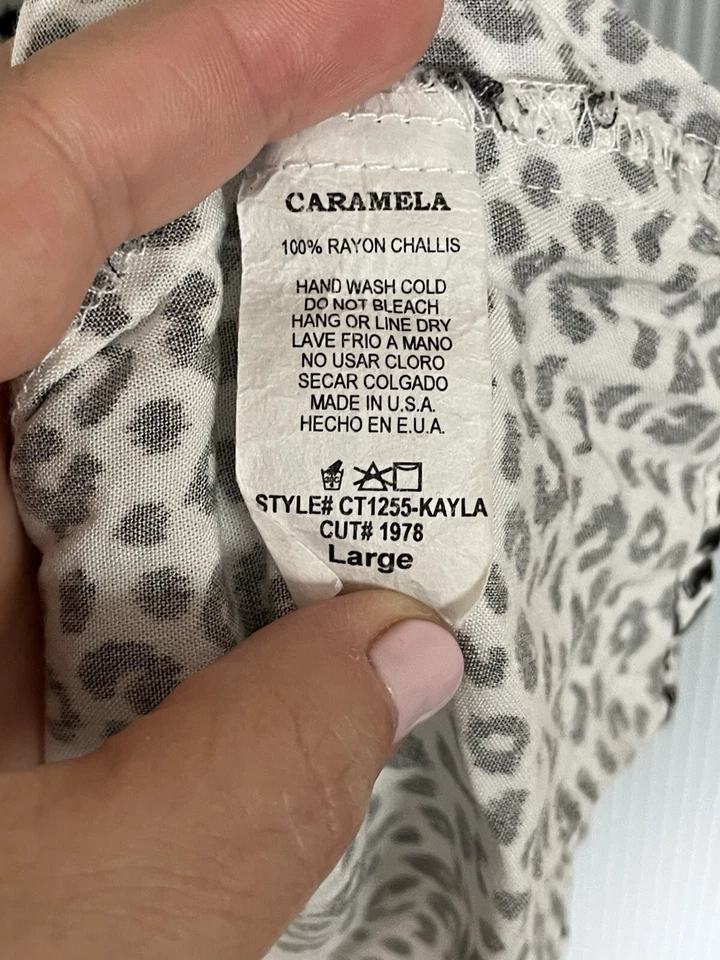 CARAMELA
100% RAYON CHALLIS
HAND WASH COLD
DO NOT BLEACH
HANG OR LINE DRY
LAVE FRIO A MANO
NO USAR CLORO
SECAR COLGADO
MADE IN U.S.A.
HECHO EN E.U.A.
STYLE# CT1255-KAYLA
CUT# 1978
Large